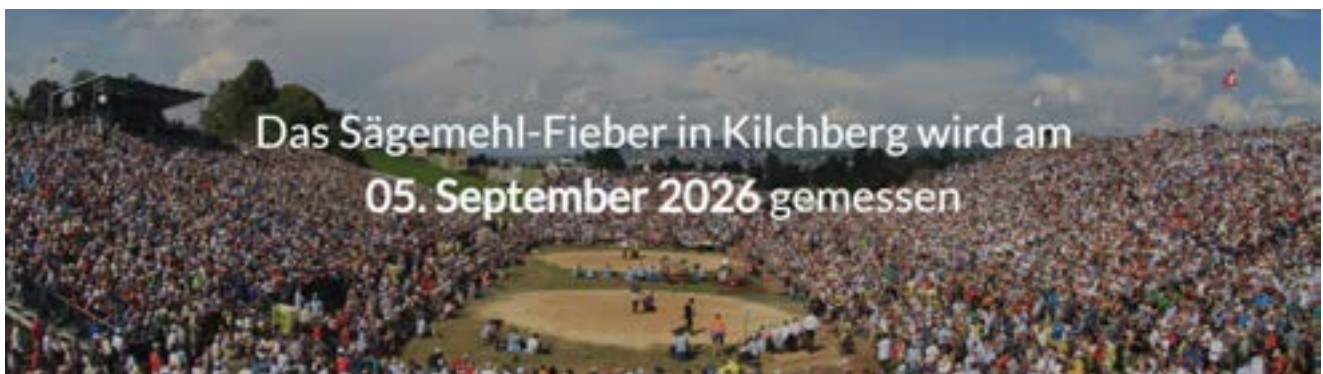 Das Sägemehl-Fieber in Kilchberg wird am
05. September 2026 gemessen